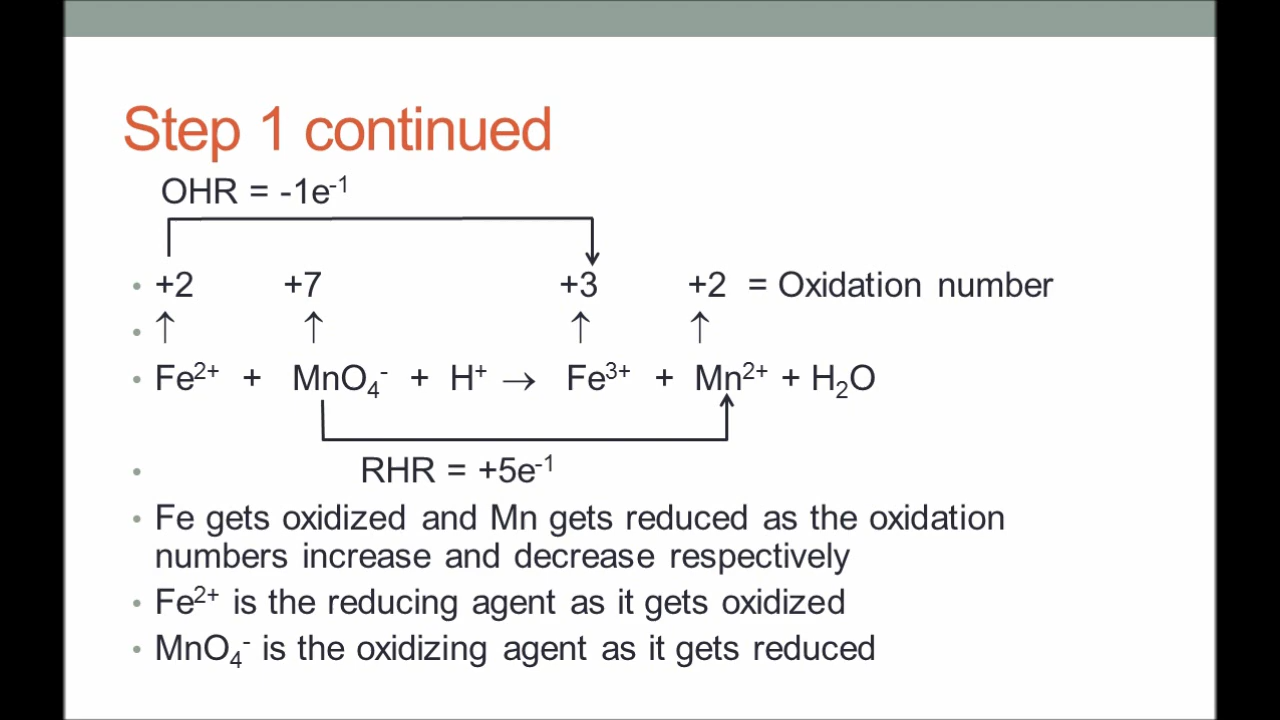 Step 1 continued
OHR = -1e⁻¹
• +2 +7 +3 +2 = Oxidation number
• ↑ ↑ ↑ ↑
• Fe²⁺ + MnO₄⁻ + H⁺ → Fe³⁺ + Mn²⁺ + H₂O
• RHR = +5e⁻¹
• Fe gets oxidized and Mn gets reduced as the oxidation
numbers increase and decrease respectively
• Fe²⁺ is the reducing agent as it gets oxidized
• MnO₄⁻ is the oxidizing agent as it gets reduced